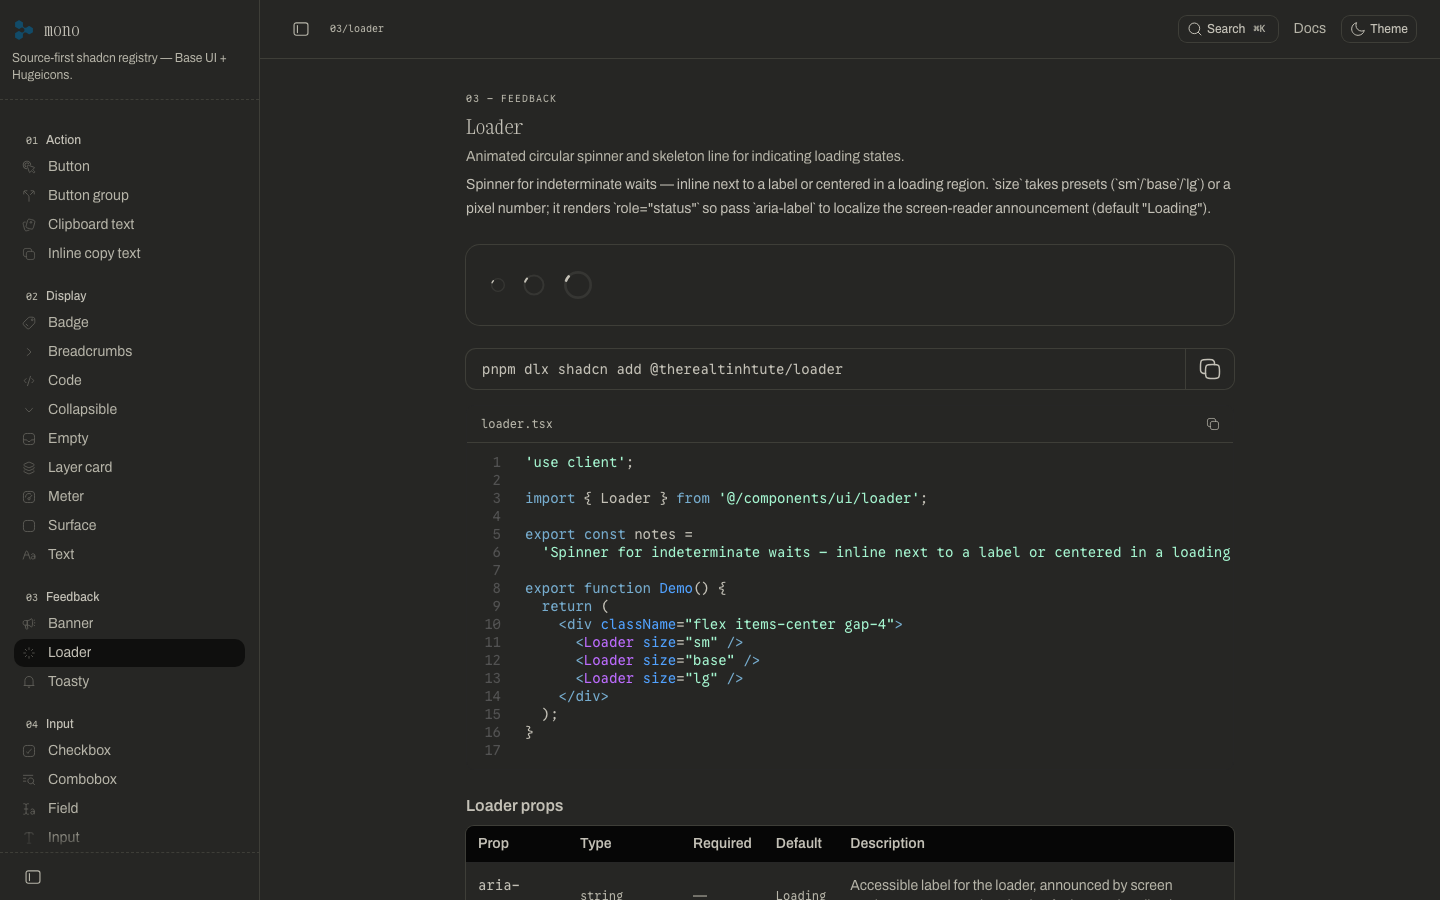 mono
Source-first shadcn registry — Base UI +
Hugeicons.
01 Action
Button
Button group
Clipboard text
Inline copy text
02 Display
Badge
Breadcrumbs
Code
Collapsible
Empty
Layer card
Meter
Surface
Text
03 Feedback
Banner
Loader
Toasty
04 Input
Checkbox
Combobox
Field
Input
03/loader
Search ⌘K
Docs
Theme
03 — FEEDBACK
Loader
Animated circular spinner and skeleton line for indicating loading states.
Spinner for indeterminate waits — inline next to a label or centered in a loading region. `size` takes presets (`sm`/`base`/`lg`) or a
pixel number; it renders `role="status"` so pass `aria-label` to localize the screen-reader announcement (default "Loading").
pnpm dlx shadcn add @therealtinhtute/loader
loader.tsx
1 'use client';
2
3 import { Loader } from '@/components/ui/loader';
4
5 export const notes =
6 'Spinner for indeterminate waits — inline next to a label or centered in a loading
7
8 export function Demo() {
9 return (
10 <div className="flex items-center gap-4">
11 <Loader size="sm" />
12 <Loader size="base" />
13 <Loader size="lg" />
14 </div>
15 );
16 }
17
Loader props
Prop Type Required Default Description
aria-
string — Loading
Accessible label for the loader, announced by screen